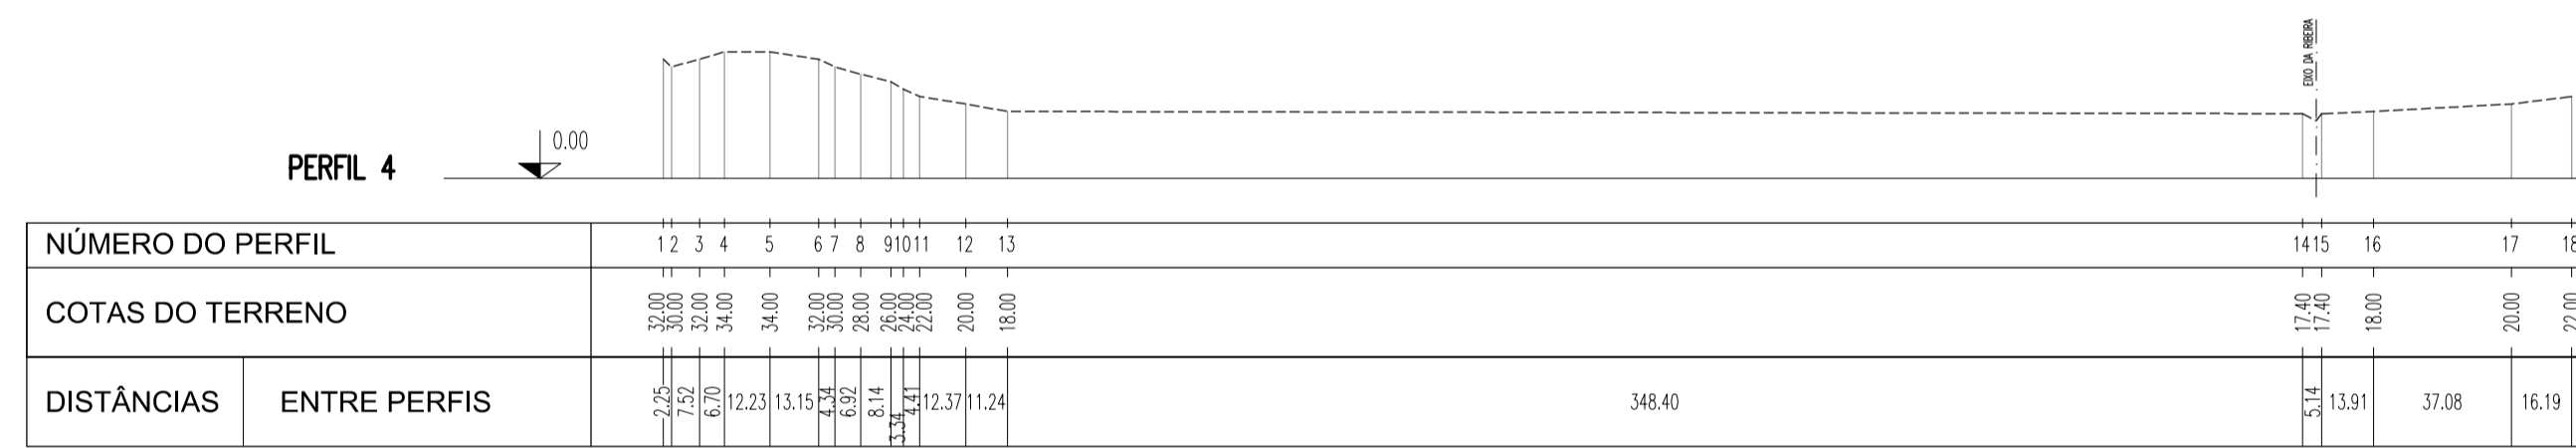 EIXO DA RIBEIRA
0.00
PERFIL 4
NÚMERO DO PERFIL 1 2 3 4 5 6 7 8 9 10 11 12 13 14 15 16 17 18
COTAS DO TERRENO 32.00 30.00 32.00 34.00 34.00 32.00 30.00 28.00 26.00 24.00 22.00 20.00 18.00 17.40 17.40 18.00 20.00 22.00
DISTÂNCIAS ENTRE PERFIS 2.25 7.52 6.70 12.23 13.15 4.34 6.92 8.14 3.34 4.41 12.37 11.24 348.40 5.14 13.91 37.08 16.19